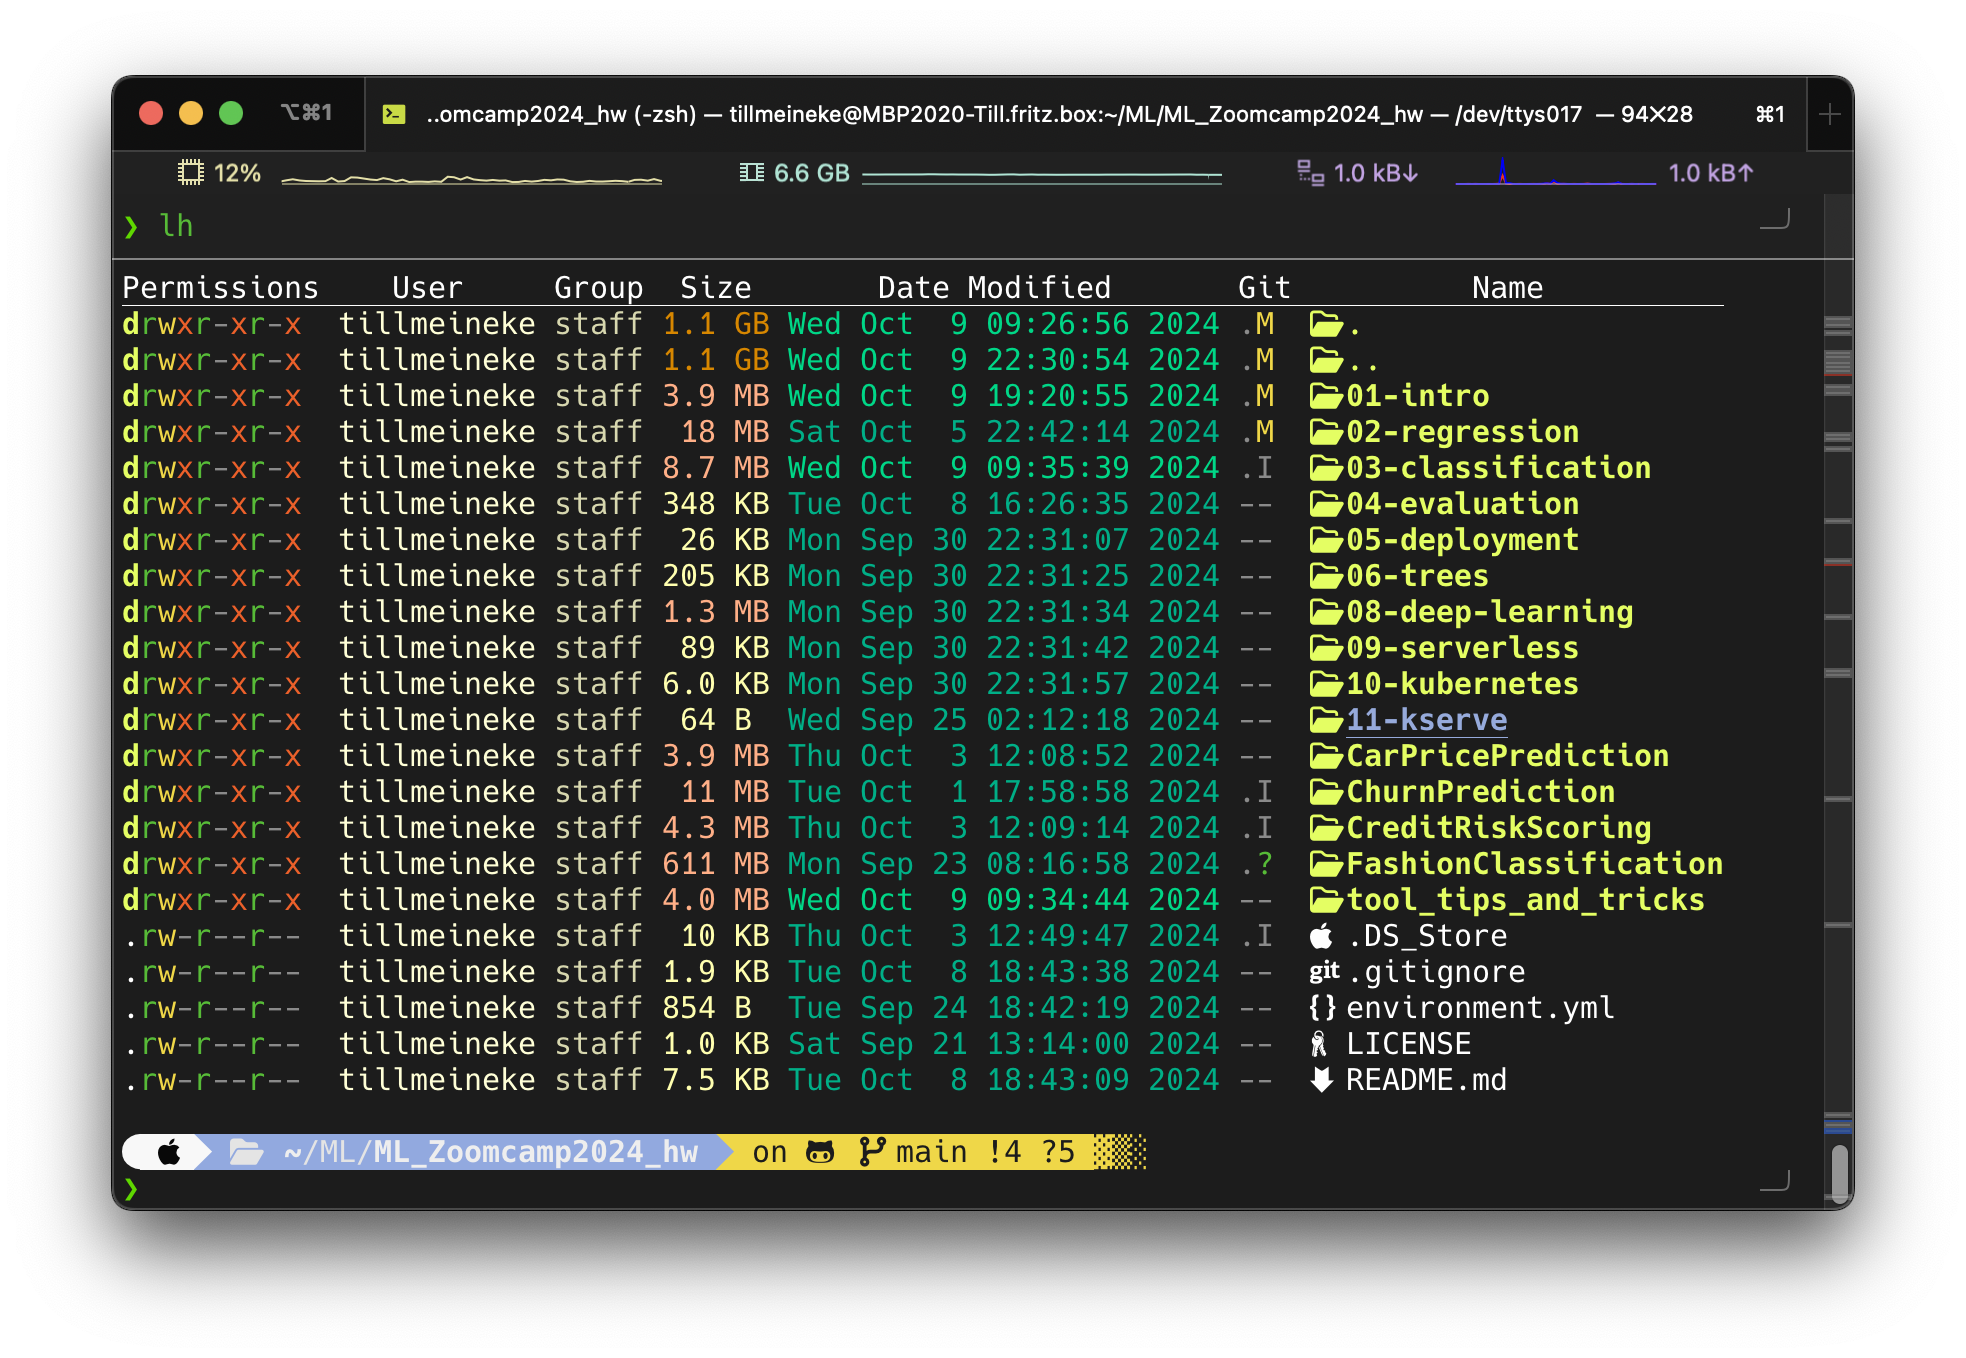 ⌥⌘1 ..omcamp2024_hw (-zsh) — tillmeineke@MBP2020-Till.fritz.box:~/ML/ML_Zoomcamp2024_hw — /dev/ttys017 — 94✕28 ⌘1 +
12% 6.6 GB 1.0 kB↓ 1.0 kB↑
❯ lh
Permissions User Group Size Date Modified Git Name
drwxr-xr-x tillmeineke staff 1.1 GB Wed Oct 9 09:26:56 2024 .M .
drwxr-xr-x tillmeineke staff 1.1 GB Wed Oct 9 22:30:54 2024 .M ..
drwxr-xr-x tillmeineke staff 3.9 MB Wed Oct 9 19:20:55 2024 .M 01-intro
drwxr-xr-x tillmeineke staff 18 MB Sat Oct 5 22:42:14 2024 .M 02-regression
drwxr-xr-x tillmeineke staff 8.7 MB Wed Oct 9 09:35:39 2024 .I 03-classification
drwxr-xr-x tillmeineke staff 348 KB Tue Oct 8 16:26:35 2024 -- 04-evaluation
drwxr-xr-x tillmeineke staff 26 KB Mon Sep 30 22:31:07 2024 -- 05-deployment
drwxr-xr-x tillmeineke staff 205 KB Mon Sep 30 22:31:25 2024 -- 06-trees
drwxr-xr-x tillmeineke staff 1.3 MB Mon Sep 30 22:31:34 2024 -- 08-deep-learning
drwxr-xr-x tillmeineke staff 89 KB Mon Sep 30 22:31:42 2024 -- 09-serverless
drwxr-xr-x tillmeineke staff 6.0 KB Mon Sep 30 22:31:57 2024 -- 10-kubernetes
drwxr-xr-x tillmeineke staff 64 B Wed Sep 25 02:12:18 2024 -- 11-kserve
drwxr-xr-x tillmeineke staff 3.9 MB Thu Oct 3 12:08:52 2024 -- CarPricePrediction
drwxr-xr-x tillmeineke staff 11 MB Tue Oct 1 17:58:58 2024 .I ChurnPrediction
drwxr-xr-x tillmeineke staff 4.3 MB Thu Oct 3 12:09:14 2024 .I CreditRiskScoring
drwxr-xr-x tillmeineke staff 611 MB Mon Sep 23 08:16:58 2024 .? FashionClassification
drwxr-xr-x tillmeineke staff 4.0 MB Wed Oct 9 09:34:44 2024 -- tool_tips_and_tricks
.rw-r--r-- tillmeineke staff 10 KB Thu Oct 3 12:49:47 2024 .I .DS_Store
.rw-r--r-- tillmeineke staff 1.9 KB Tue Oct 8 18:43:38 2024 -- git .gitignore
.rw-r--r-- tillmeineke staff 854 B Tue Sep 24 18:42:19 2024 -- {} environment.yml
.rw-r--r-- tillmeineke staff 1.0 KB Sat Sep 21 13:14:00 2024 -- LICENSE
.rw-r--r-- tillmeineke staff 7.5 KB Tue Oct 8 18:43:09 2024 -- README.md
~/ML/ML_Zoomcamp2024_hw on main !4 ?5
❯